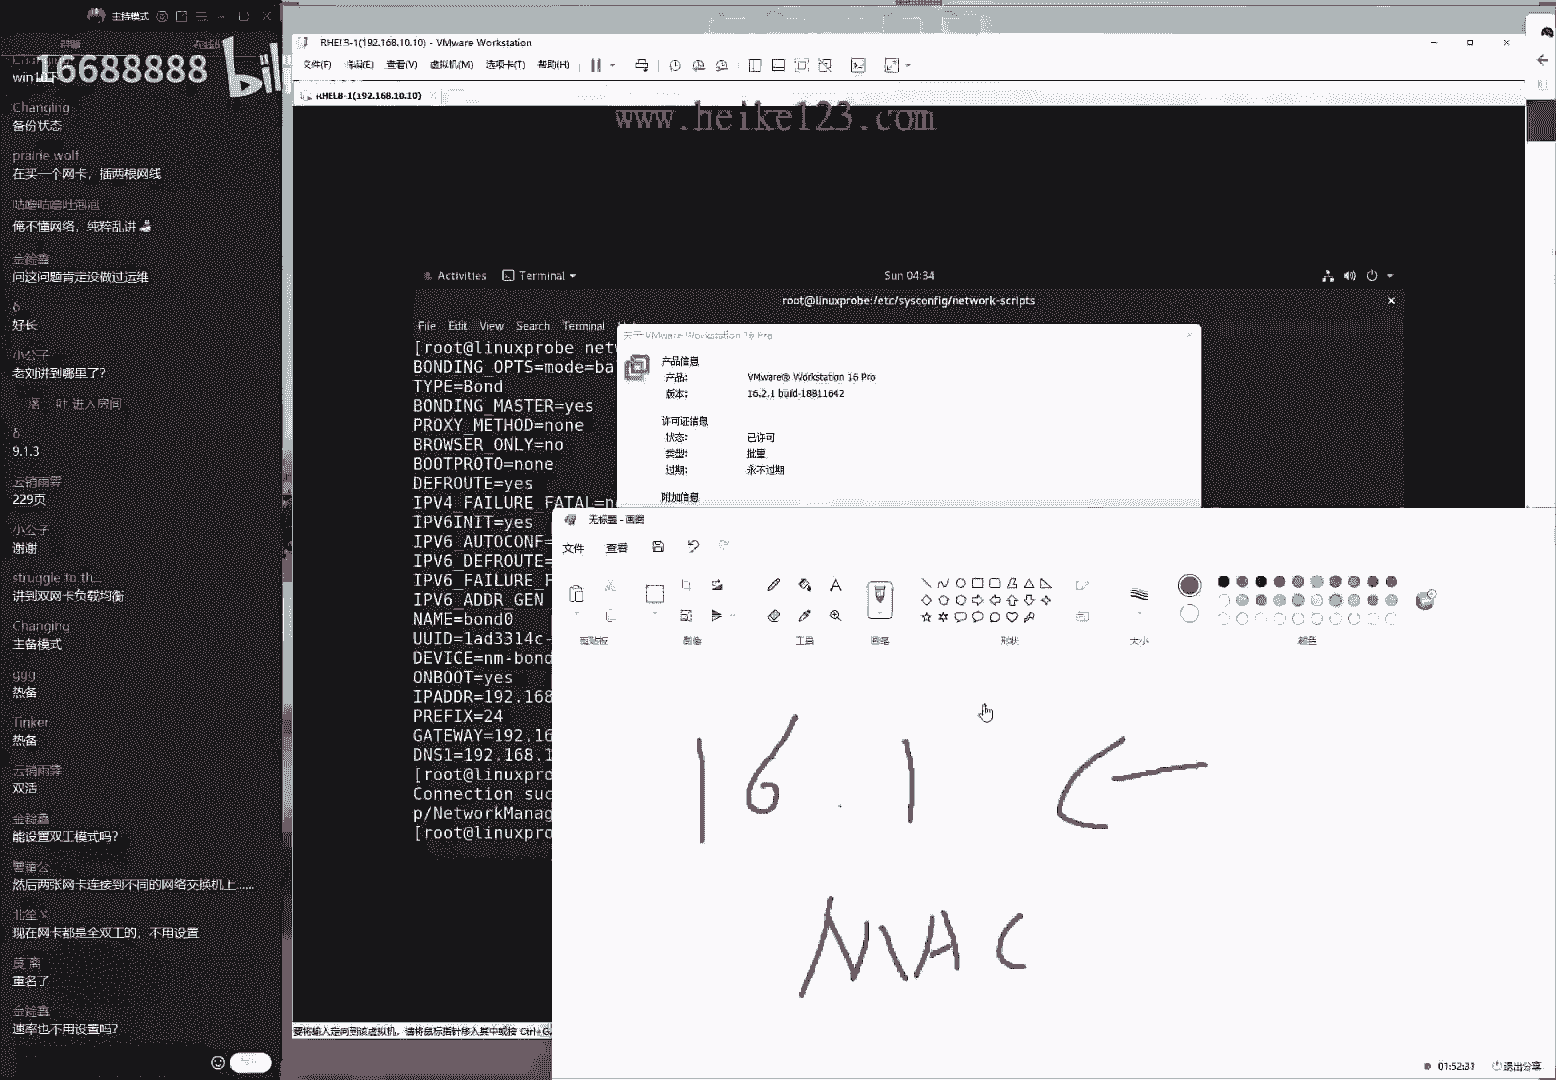 主持模式
16688888 bili
win10下
Changing
备份状态
prairie wolf
在买一个网卡，插两根网线
咕噜咕噜吐泡泡
俺不懂网络，纯粹乱讲
问这问题肯定没做过运维
δ
好长
小公子
老刘讲到哪里了?
落 叶 进入房间
δ
9.1.3
云销雨霁
229页
小公子
谢谢
struggle to th...
讲到双网卡负载均衡
Changing
主备模式
ggg
热备
Tinker
热备
云销雨霁
双活
能设置双工模式吗?
然后两张网卡连接到不同的网络交换机上......
现在网卡都是全双工的，不用设置
莫 离
重名了
速率也不用设置吗?
RHEL8-1(192.168.10.10) - VMware Workstation
文件(F) 编辑(E) 查看(V) 虚拟机(M) 选项卡(T) 帮助(H)
RHEL8-1(192.168.10.10)
www.heike123.com
Activities Terminal Sun 04:34
root@linuxprobe:/etc/sysconfig/network-scripts
File Edit View Search Terminal
[root@linuxprobe netw
BONDING_OPTS=mode=ba
TYPE=Bond
BONDING_MASTER=yes
PROXY_METHOD=none
BROWSER_ONLY=no
BOOTPROTO=none
DEFROUTE=yes
IPV4_FAILURE_FATAL=n
IPV6INIT=yes
IPV6_AUTOCONF=
IPV6_DEFROUTE=
IPV6_FAILURE_F
IPV6_ADDR_GEN
NAME=bond0
UUID=1ad3314c-
DEVICE=nm-bond
ONBOOT=yes
IPADDR=192.168
PREFIX=24
GATEWAY=192.16
DNS1=192.168.1
[root@linuxpro
Connection suc
p/NetworkManag
[root@linuxpro
关于 VMware Workstation 16 Pro
产品信息
产品: VMware® Workstation 16 Pro
版本: 16.2.1 build-18811642
许可证信息
状态: 已许可
类型: 批量
过期: 永不过期
附加信息
无标题 - 画图
文件 查看
剪贴板 图像 工具 形状 大小 颜色
16.1
MAC
要将输入定向到该虚拟机，请将鼠标指针移入其中或按 Ctrl+G。
01:52:31 退出分享